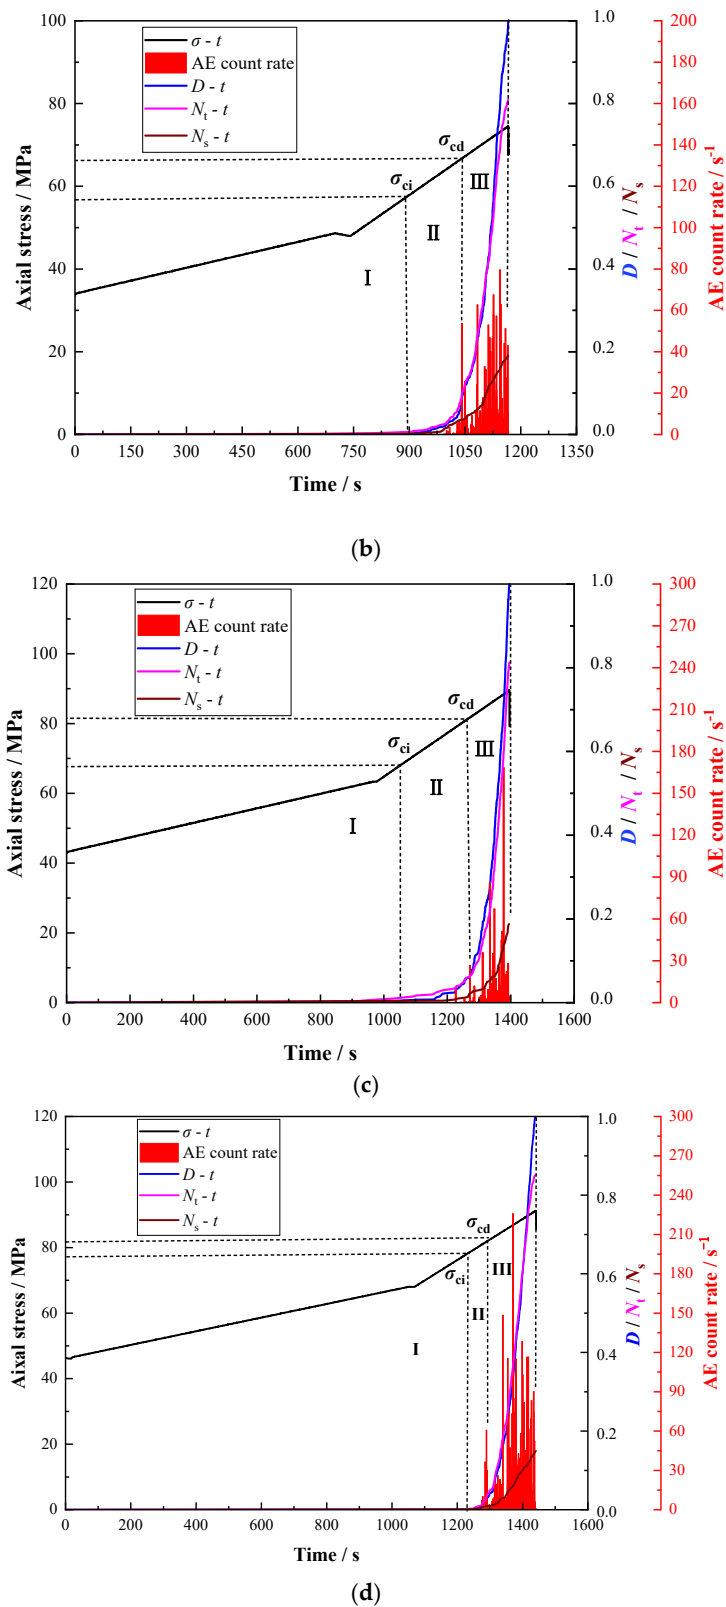 100
80
60
40
20
0
Axial stress / MPa
σ - t
AE count rate
D - t
Nt - t
Ns - t
σci
σcd
I
II
III
1.0
0.8
0.6
0.4
0.2
0.0
D / Nt / Ns
200
180
160
140
120
100
80
60
40
20
0
AE count rate / s-1
0 150 300 450 600 750 900 1050 1200 1350
Time / s
(b)
120
100
80
60
40
20
0
Axial stress / MPa
σ - t
AE count rate
D - t
Nt - t
Ns - t
σci
σcd
I
II
III
1.0
0.8
0.6
0.4
0.2
0.0
D / Nt / Ns
300
270
240
210
180
150
120
90
60
30
0
AE count rate / s-1
0 200 400 600 800 1000 1200 1400 1600
Time / s
(c)
120
100
80
60
40
20
0
Aixal stress / MPa
σ - t
AE count rate
D - t
Nt - t
Ns - t
σcd
σci
III
II
I
1.0
0.8
0.6
0.4
0.2
0.0
D / Nt / Ns
300
270
240
210
180
150
120
90
60
30
0
AE count rate / s-1
0 200 400 600 800 1000 1200 1400 1600
Time / s
(d)